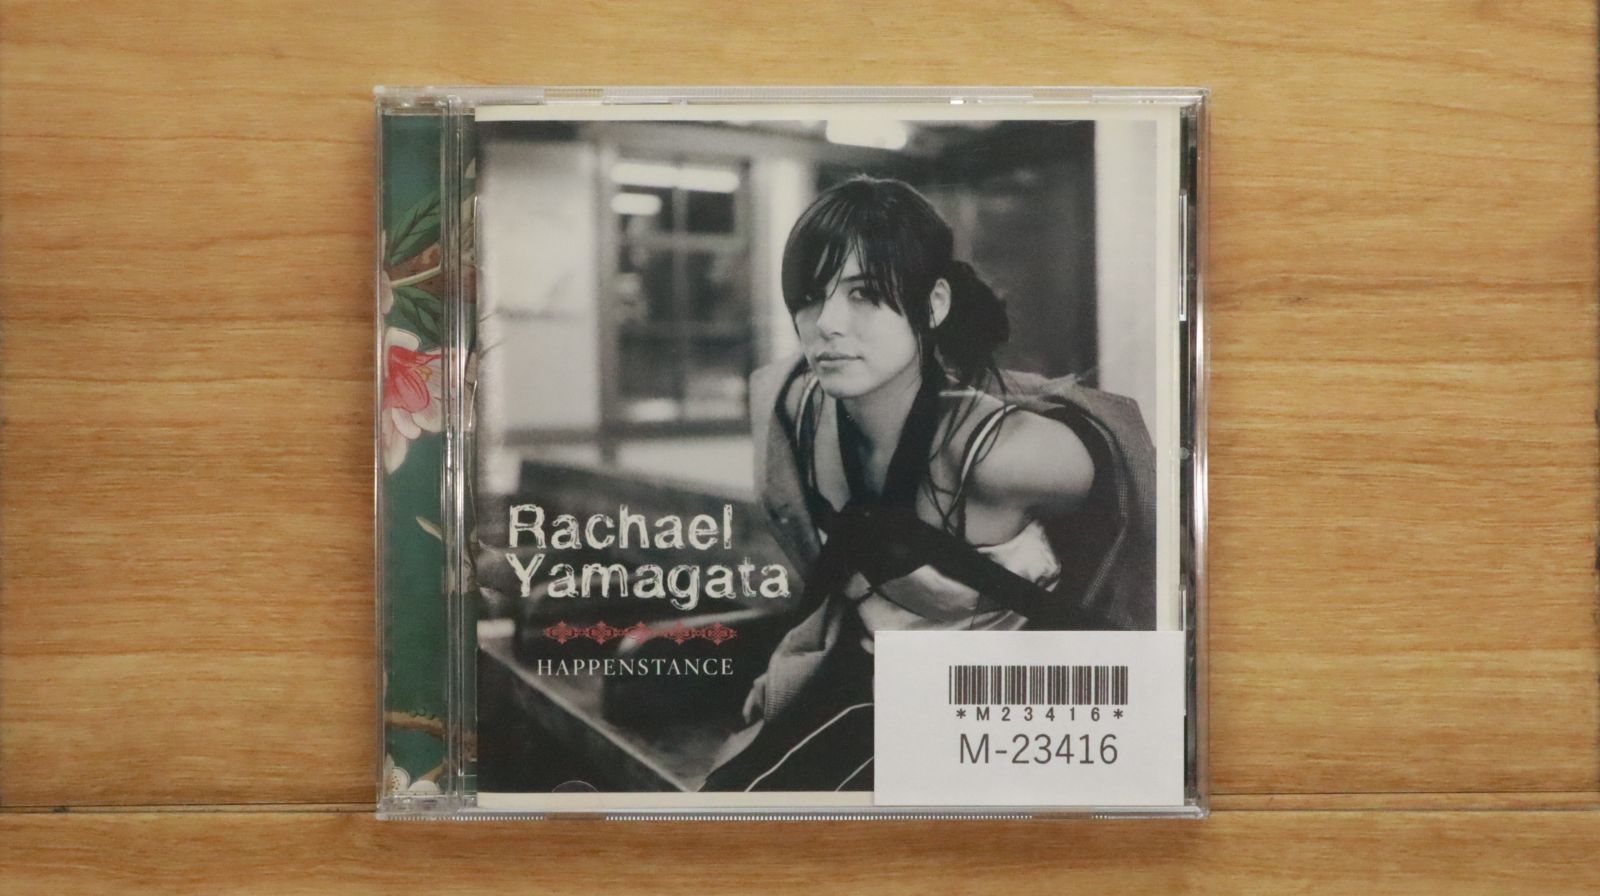 Rachael
Yamagata
HAPPENSTANCE
*M23416*
M-23416